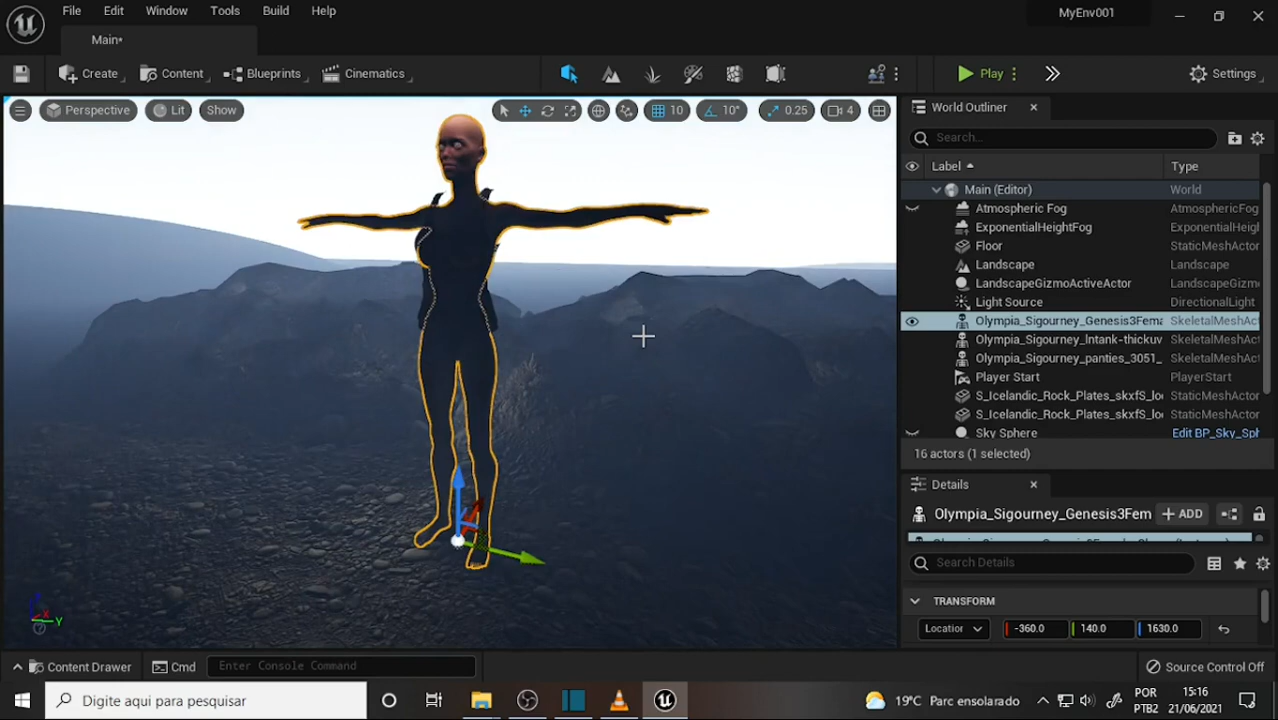 File Edit Window Tools Build Help
MyEnv001
Main*
Create Content Blueprints Cinematics Play Settings
Perspective Lit Show 10 10° 0.25 4
World Outliner
Search...
Label Type
Main (Editor) World
Atmospheric Fog AtmosphericFog
ExponentialHeightFog ExponentialHeigh
Floor StaticMeshActor
Landscape Landscape
LandscapeGizmoActiveActor LandscapeGizmo
Light Source DirectionalLight
Olympia_Sigourney_Genesis3Fema SkeletalMeshAc
Olympia_Sigourney_lntank-thickuv SkeletalMeshAc
Olympia_Sigourney_panties_3051_ SkeletalMeshAc
Player Start PlayerStart
S_Icelandic_Rock_Plates_skxfS_lo StaticMeshActor
S_Icelandic_Rock_Plates_skxfS_lo StaticMeshActor
Sky Sphere Edit BP_Sky_Sph
16 actors (1 selected)
Details
Olympia_Sigourney_Genesis3Fem ADD
Search Details
TRANSFORM
Location -360.0 140.0 1630.0
X Y
Content Drawer Cmd Enter Console Command Source Control Off
Digite aqui para pesquisar
19°C Parc ensolarado
POR
PTB2
15:16
21/06/2021